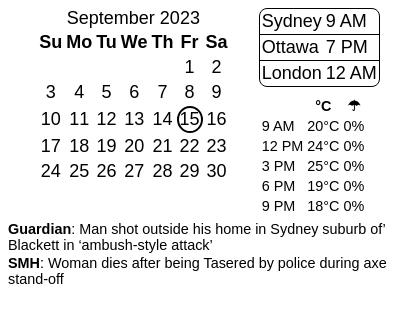 September 2023
Su Mo Tu We Th Fr Sa
1 2
3 4 5 6 7 8 9
10 11 12 13 14 15 16
17 18 19 20 21 22 23
24 25 26 27 28 29 30
Sydney 9 AM
Ottawa 7 PM
London 12 AM
°C ☂
9 AM 20°C 0%
12 PM 24°C 0%
3 PM 25°C 0%
6 PM 19°C 0%
9 PM 18°C 0%
Guardian: Man shot outside his home in Sydney suburb of’
Blackett in ‘ambush-style attack’
SMH: Woman dies after being Tasered by police during axe
stand-off